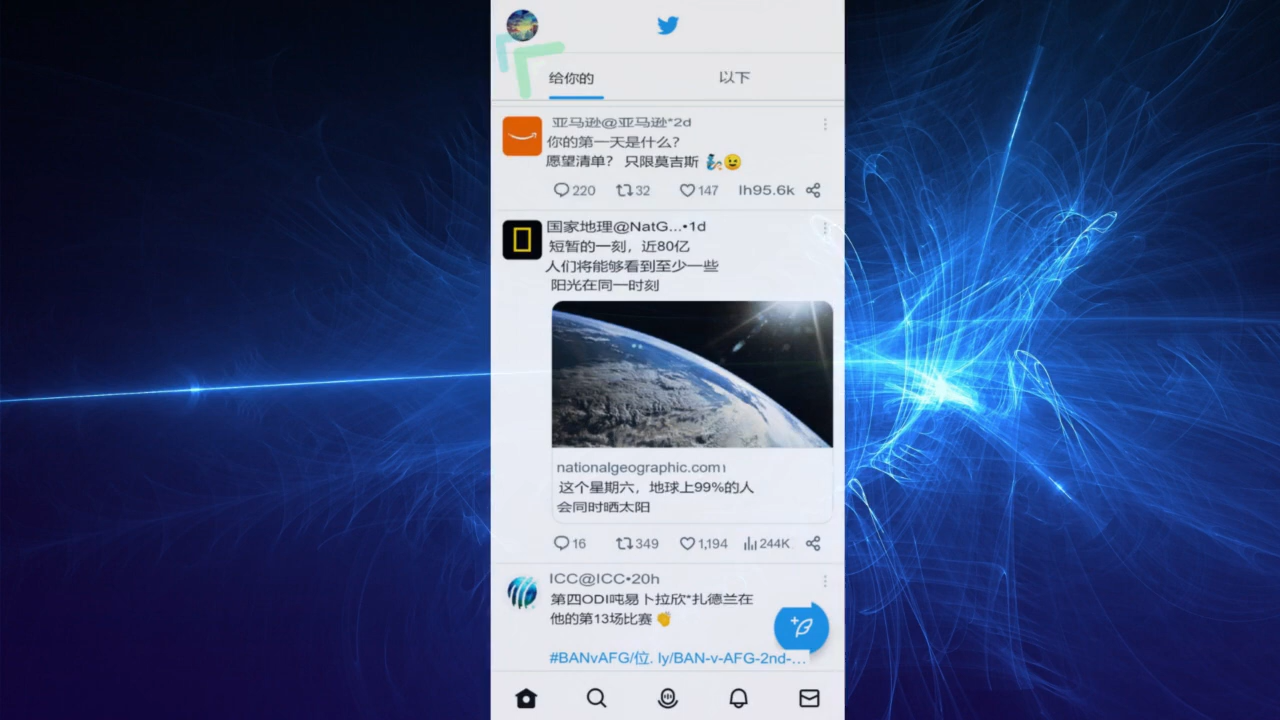 给你的
以下
亚马逊@亚马逊*2d
你的第一天是什么?
愿望清单? 只限莫吉斯 🧞😉
220 32 147 lh95.6k
国家地理@NatG...•1d
短暂的一刻，近80亿
人们将能够看到至少一些
阳光在同一时刻
nationalgeographic.com
这个星期六，地球上99%的人
会同时晒太阳
16 349 1,194 244K
ICC@ICC•20h
第四ODI吨易卜拉欣*扎德兰在
他的第13场比赛 👏
#BANvAFG/位. ly/BAN-v-AFG-2nd-...